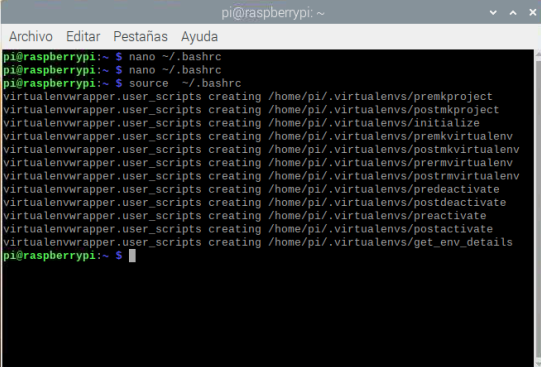 pi@raspberrypi: ~
Archivo Editar Pestañas Ayuda
pi@raspberrypi:~ $ nano ~/.bashrc
pi@raspberrypi:~ $ nano ~/.bashrc
pi@raspberrypi:~ $ source  ~/.bashrc
virtualenvwrapper.user_scripts creating /home/pi/.virtualenvs/premkproject
virtualenvwrapper.user_scripts creating /home/pi/.virtualenvs/postmkproject
virtualenvwrapper.user_scripts creating /home/pi/.virtualenvs/initialize
virtualenvwrapper.user_scripts creating /home/pi/.virtualenvs/premkvirtualenv
virtualenvwrapper.user_scripts creating /home/pi/.virtualenvs/postmkvirtualenv
virtualenvwrapper.user_scripts creating /home/pi/.virtualenvs/prermvirtualenv
virtualenvwrapper.user_scripts creating /home/pi/.virtualenvs/postrmvirtualenv
virtualenvwrapper.user_scripts creating /home/pi/.virtualenvs/predeactivate
virtualenvwrapper.user_scripts creating /home/pi/.virtualenvs/postdeactivate
virtualenvwrapper.user_scripts creating /home/pi/.virtualenvs/preactivate
virtualenvwrapper.user_scripts creating /home/pi/.virtualenvs/postactivate
virtualenvwrapper.user_scripts creating /home/pi/.virtualenvs/get_env_details
pi@raspberrypi:~ $